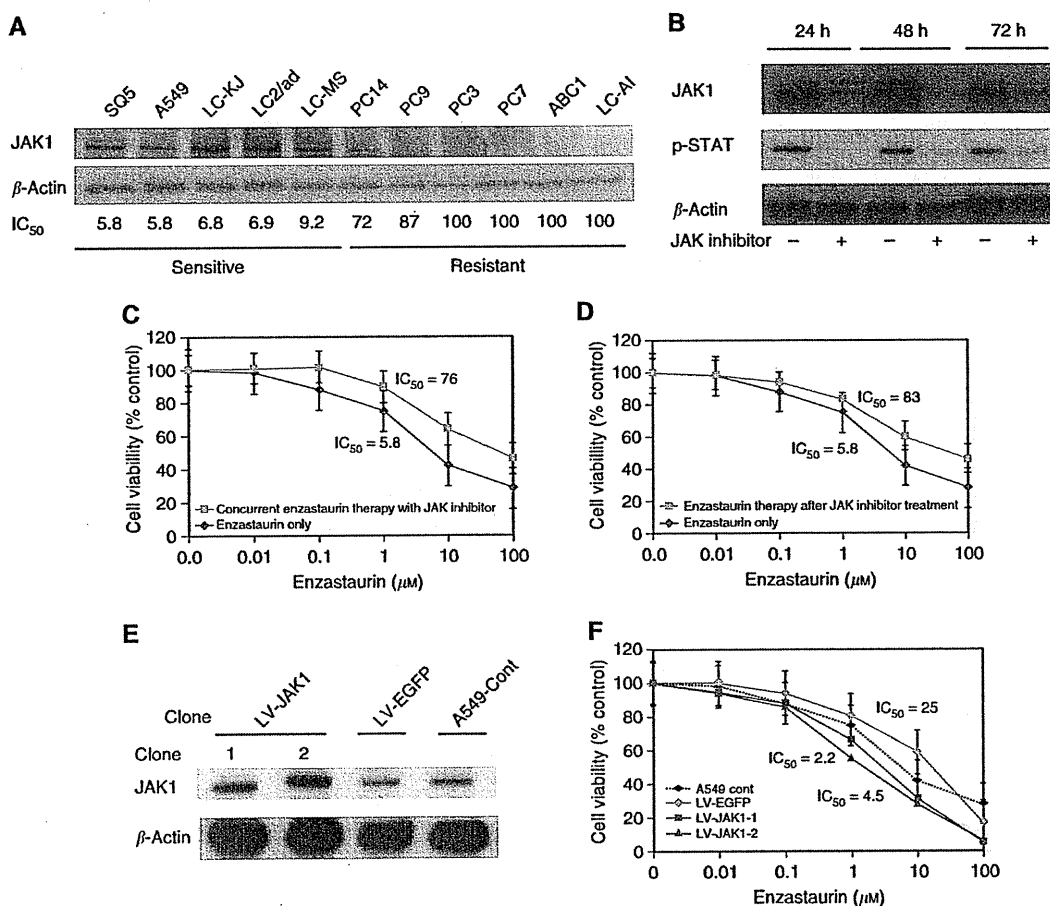 A
SQ5 A549 LC-KJ LC2/ad LC-MS PC14 PC9 PC3 PC7 ABC1 LC-AI
JAK1
β-Actin
IC50 5.8 5.8 6.8 6.9 9.2 72 87 100 100 100 100
Sensitive Resistant
B
24 h 48 h 72 h
JAK1
p-STAT
β-Actin
JAK inhibitor − + − + − +
C
Cell viabillity (% control)
120
100
80
60
40
20
0
IC50 = 76
IC50 = 5.8
Concurrent enzastaurin therapy with JAK inhibitor
Enzastaurin only
0.0 0.01 0.1 1 10 100
Enzastaurin (μM)
D
Cell viability (% control)
120
100
80
60
40
20
0
IC50 = 83
IC50 = 5.8
Enzastaurin therapy after JAK inhibitor treatment
Enzastaurin only
0.0 0.01 0.1 1 10 100
Enzastaurin (μM)
E
Clone LV-JAK1 LV-EGFP A549-Cont
Clone 1 2
JAK1
β-Actin
F
Cell viability (% control)
120
100
80
60
40
20
0
IC50 = 25
IC50 = 2.2
IC50 = 4.5
A549 cont
LV-EGFP
LV-JAK1-1
LV-JAK1-2
0 0.01 0.1 1 10 100
Enzastaurin (μM)